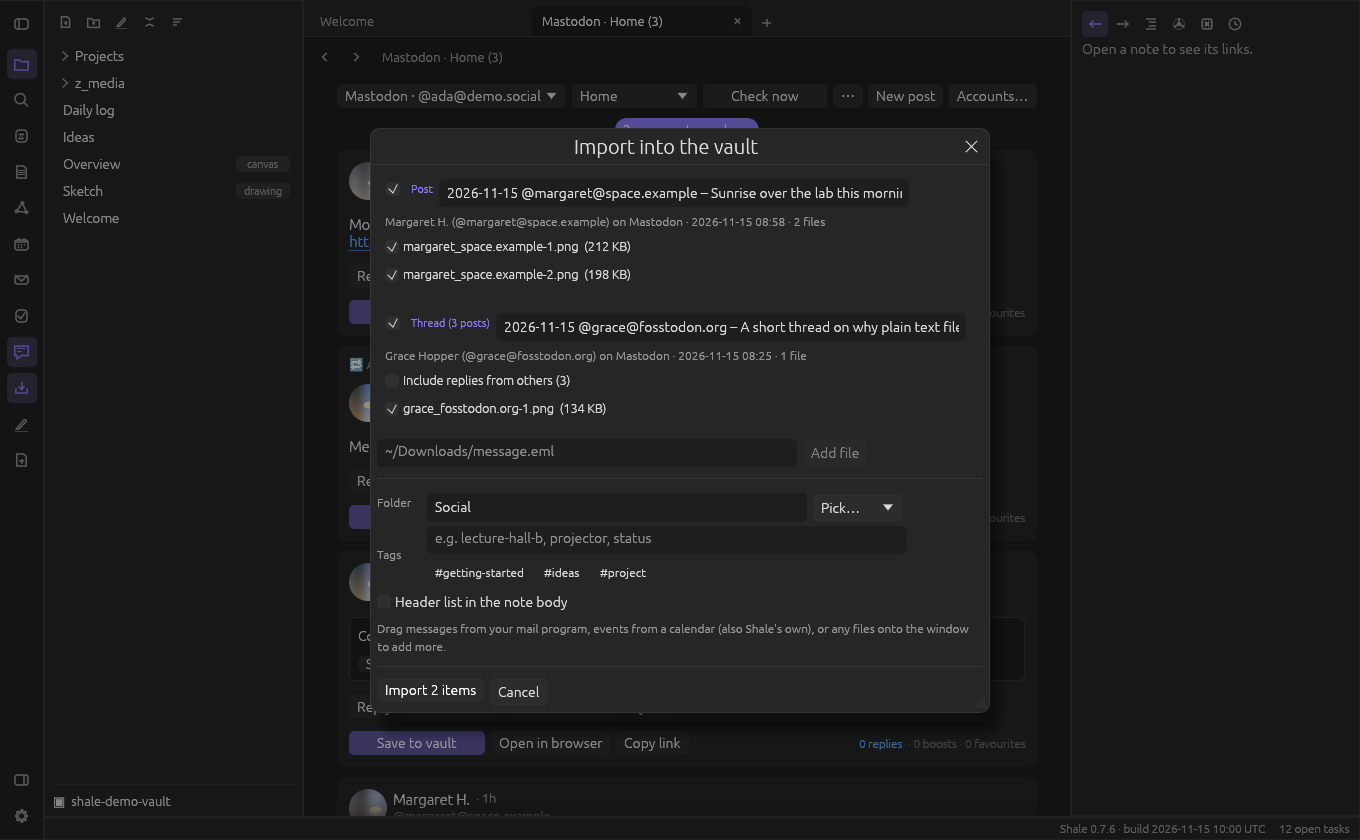 Welcome
Mastodon · Home (3)
Mastodon · Home (3)
Open a note to see its links.
Projects
z_media
Daily log
Ideas
Overview
canvas
Sketch
drawing
Welcome
Mastodon · @ada@demo.social
Home
Check now
New post
Accounts…
Import into the vault
Post
2026-11-15 @margaret@space.example – Sunrise over the lab this mornin
Margaret H. (@margaret@space.example) on Mastodon · 2026-11-15 08:58 · 2 files
margaret_space.example-1.png (212 KB)
margaret_space.example-2.png (198 KB)
Thread (3 posts)
2026-11-15 @grace@fosstodon.org – A short thread on why plain text file
Grace Hopper (@grace@fosstodon.org) on Mastodon · 2026-11-15 08:25 · 1 file
Include replies from others (3)
grace_fosstodon.org-1.png (134 KB)
~/Downloads/message.eml
Add file
Folder
Social
Pick…
e.g. lecture-hall-b, projector, status
Tags
#getting-started #ideas #project
Header list in the note body
Drag messages from your mail program, events from a calendar (also Shale's own), or any files onto the window
to add more.
Import 2 items
Cancel
Save to vault
Open in browser
Copy link
0 replies · 0 boosts · 0 favourites
Margaret H. · 1h
shale-demo-vault
Shale 0.7.6 · build 2026-11-15 10:00 UTC
12 open tasks